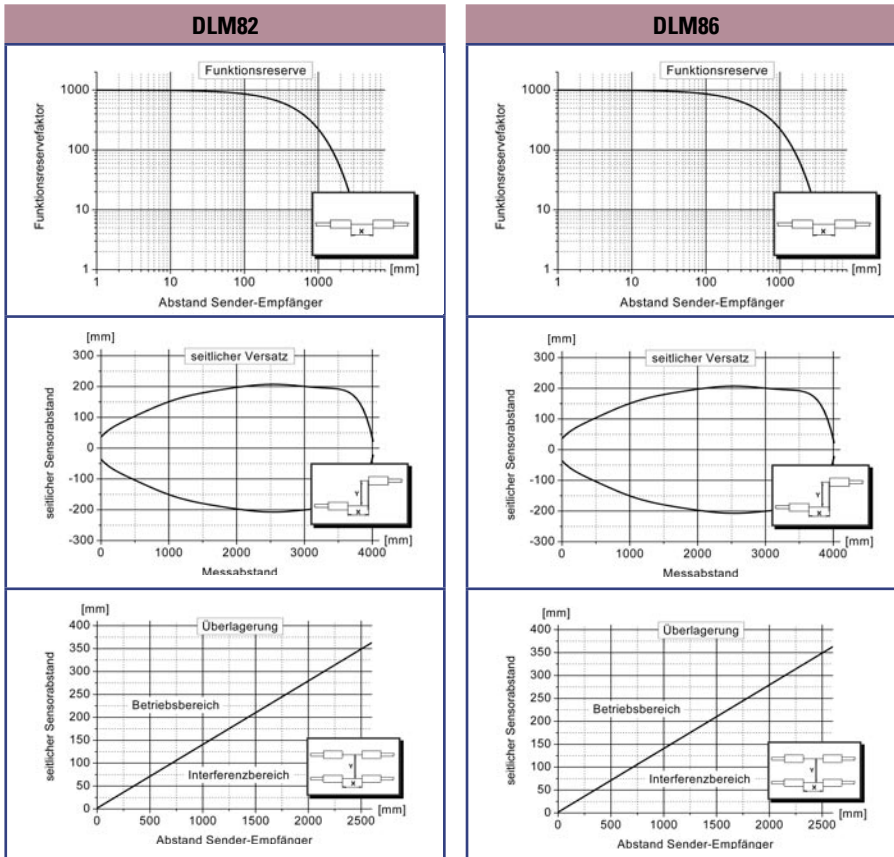 DLM82
Funktionsreserve
Funktionsreservefaktor
1000
100
10
1
1 10 100 1000 [mm]
x
Abstand Sender-Empfänger
[mm]
seitlicher Versatz
seitlicher Sensorabstand
300
200
100
0
-100
-200
-300
0 1000 2000 3000 4000 [mm]
Y
X
Messabstand
[mm]
Überlagerung
seitlicher Sensorabstand
400
350
300
250
200
150
100
50
0
Betriebsbereich
Interferenzbereich
Y
X
0 500 1000 1500 2000 2500 [mm]
Abstand Sender-Empfänger
DLM86
Funktionsreserve
Funktionsreservefaktor
1000
100
10
1
1 10 100 1000 [mm]
x
Abstand Sender-Empfänger
[mm]
seitlicher Versatz
seitlicher Sensorabstand
300
200
100
0
-100
-200
-300
0 1000 2000 3000 4000 [mm]
Y
X
Messabstand
[mm]
Überlagerung
seitlicher Sensorabstand
400
350
300
250
200
150
100
50
0
Betriebsbereich
Interferenzbereich
Y
X
0 500 1000 1500 2000 2500 [mm]
Abstand Sender-Empfänger